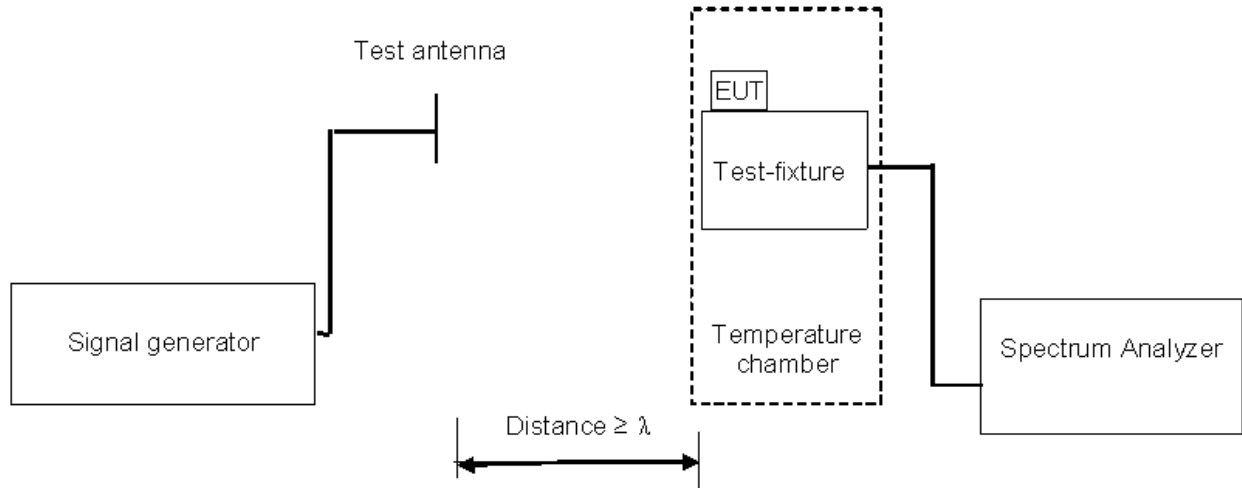 Test antenna
EUT
Test-fixture
Signal generator
Temperature
chamber
Spectrum Analyzer
Distance ≥ λ